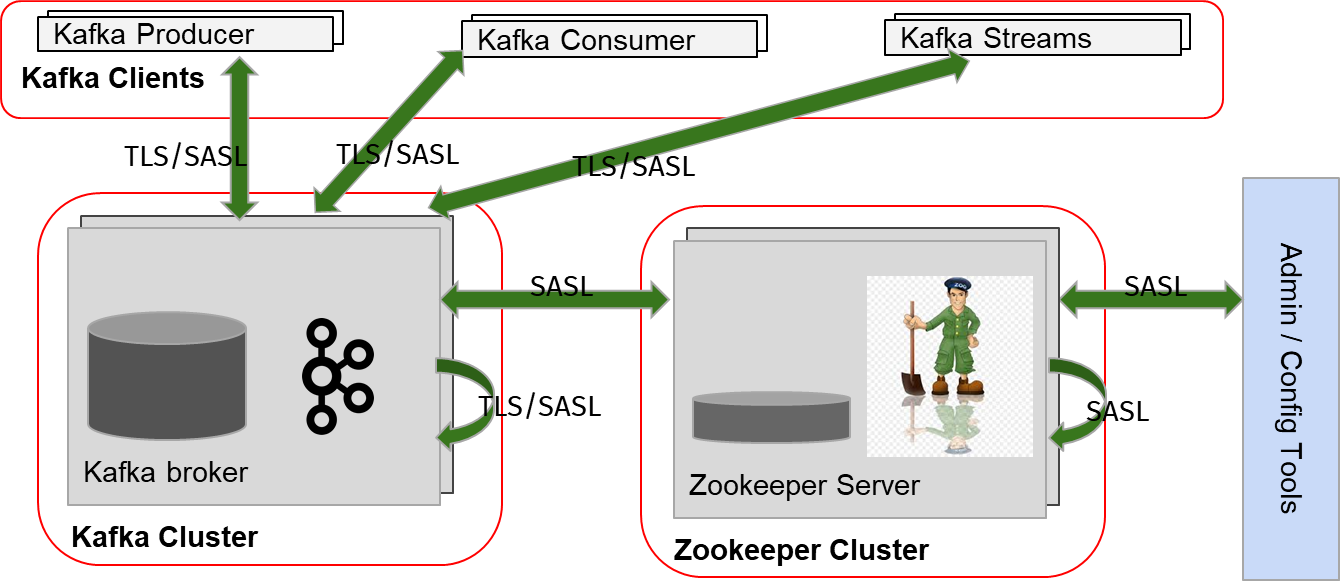 Kafka Producer
Kafka Consumer
Kafka Streams
Kafka Clients
TLS/SASL
TLS/SASL
TLS/SASL
SASL
SASL
ZOO
TLS/SASL
SASL
Kafka broker
Zookeeper Server
Kafka Cluster
Zookeeper Cluster
Admin / Config Tools